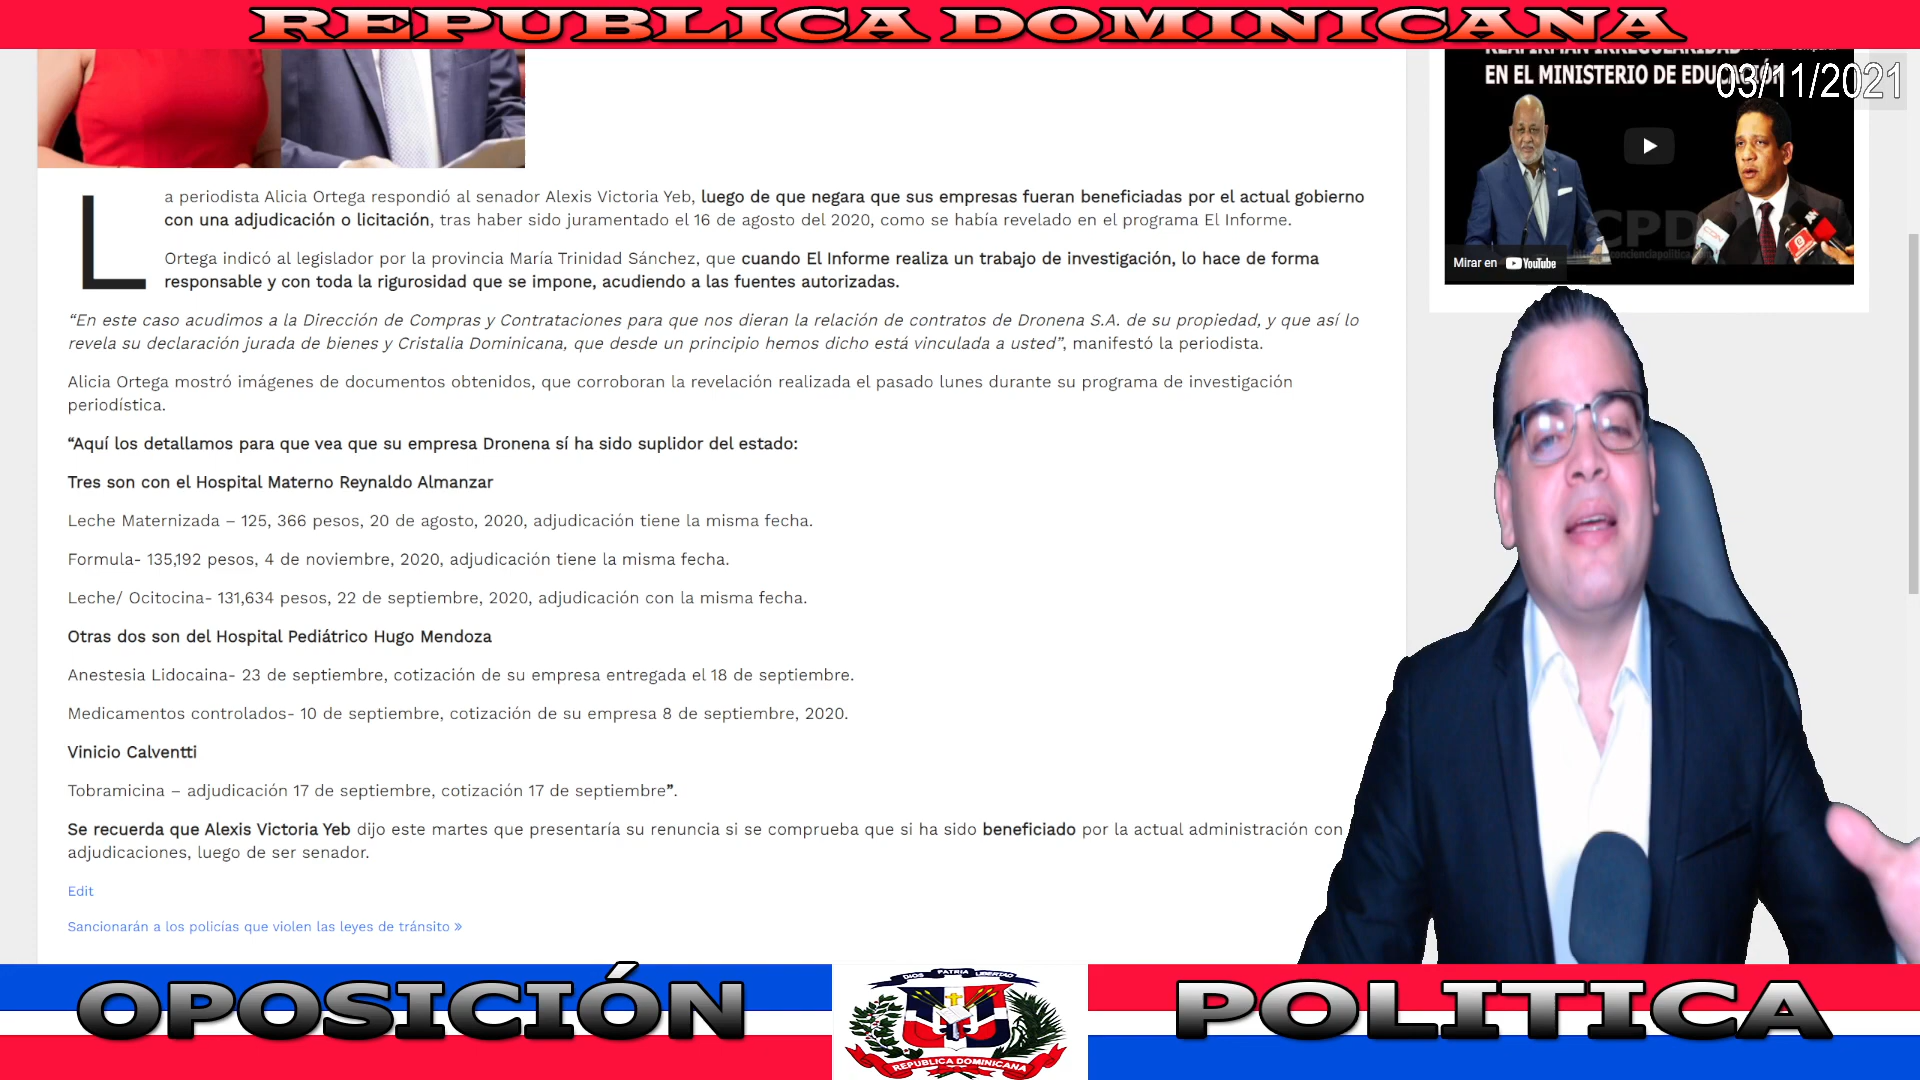 REPUBLICA DOMINICANA
REAFIRMAN IRREGULARIDAD
EN EL MINISTERIO DE EDUCACIÓN
03/11/2021
CPD
Mirar en YouTube
La periodista Alicia Ortega respondió al senador Alexis Victoria Yeb, luego de que negara que sus empresas fueran beneficiadas por el actual gobierno
con una adjudicación o licitación, tras haber sido juramentado el 16 de agosto del 2020, como se había revelado en el programa El Informe.
Ortega indicó al legislador por la provincia María Trinidad Sánchez, que cuando El Informe realiza un trabajo de investigación, lo hace de forma
responsable y con toda la rigurosidad que se impone, acudiendo a las fuentes autorizadas.
“En este caso acudimos a la Dirección de Compras y Contrataciones para que nos dieran la relación de contratos de Dronena S.A. de su propiedad, y que así lo
revela su declaración jurada de bienes y Cristalia Dominicana, que desde un principio hemos dicho está vinculada a usted”, manifestó la periodista.
Alicia Ortega mostró imágenes de documentos obtenidos, que corroboran la revelación realizada el pasado lunes durante su programa de investigación
periodística.
“Aquí los detallamos para que vea que su empresa Dronena sí ha sido suplidor del estado:
Tres son con el Hospital Materno Reynaldo Almanzar
Leche Maternizada – 125, 366 pesos, 20 de agosto, 2020, adjudicación tiene la misma fecha.
Formula- 135,192 pesos, 4 de noviembre, 2020, adjudicación tiene la misma fecha.
Leche/ Ocitocina- 131,634 pesos, 22 de septiembre, 2020, adjudicación con la misma fecha.
Otras dos son del Hospital Pediátrico Hugo Mendoza
Anestesia Lidocaina- 23 de septiembre, cotización de su empresa entregada el 18 de septiembre.
Medicamentos controlados- 10 de septiembre, cotización de su empresa 8 de septiembre, 2020.
Vinicio Calventti
Tobramicina – adjudicación 17 de septiembre, cotización 17 de septiembre”.
Se recuerda que Alexis Victoria Yeb dijo este martes que presentaría su renuncia si se comprueba que si ha sido beneficiado por la actual administración con
adjudicaciones, luego de ser senador.
Edit
Sancionarán a los policías que violen las leyes de tránsito »
OPOSICIÓN
DIOS PATRIA LIBERTAD
REPUBLICA DOMINICANA
POLITICA